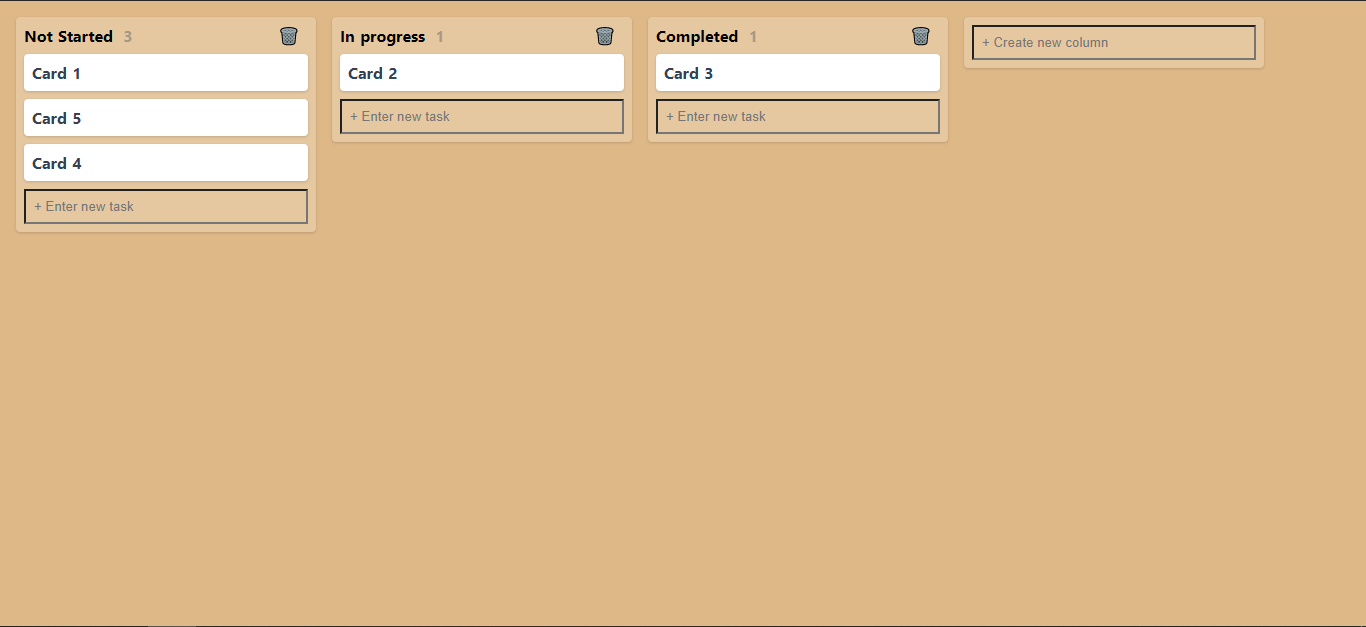 Not Started 3
Card 1
Card 5
Card 4
+ Enter new task
In progress 1
Card 2
+ Enter new task
Completed 1
Card 3
+ Enter new task
+ Create new column